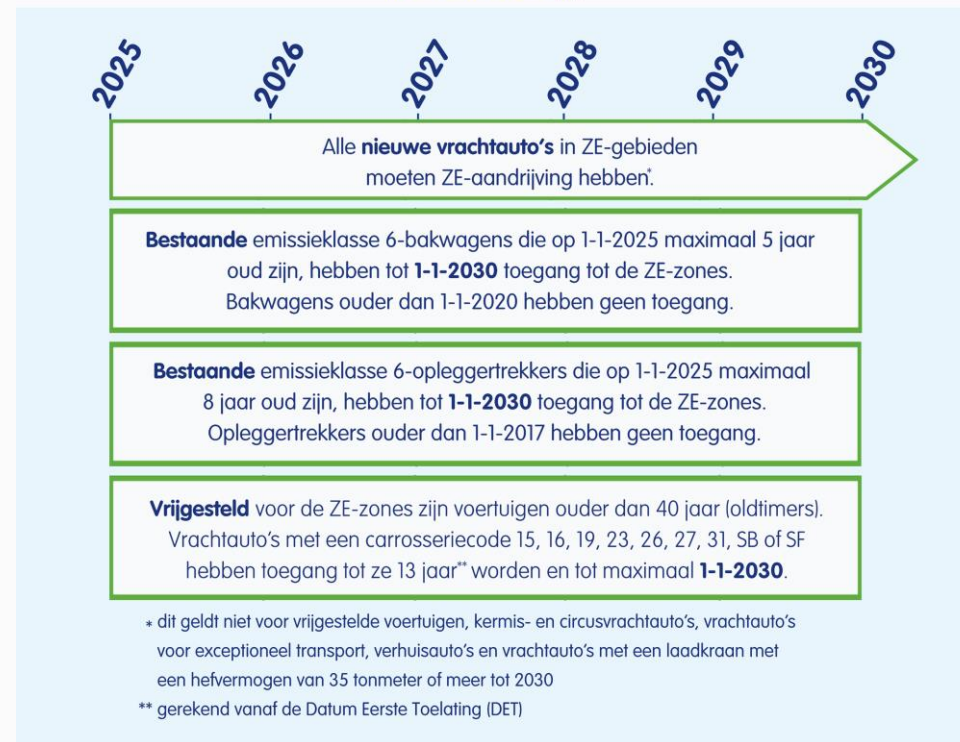 2025 2026 2027 2028 2029 2030
Alle nieuwe vrachtauto's in ZE-gebieden
moeten ZE-aandrijving hebben*.
Bestaande emissieklasse 6-bakwagens die op 1-1-2025 maximaal 5 jaar
oud zijn, hebben tot 1-1-2030 toegang tot de ZE-zones.
Bakwagens ouder dan 1-1-2020 hebben geen toegang.
Bestaande emissieklasse 6-opleggertrekkers die op 1-1-2025 maximaal
8 jaar oud zijn, hebben tot 1-1-2030 toegang tot de ZE-zones.
Opleggertrekkers ouder dan 1-1-2017 hebben geen toegang.
Vrijgesteld voor de ZE-zones zijn voertuigen ouder dan 40 jaar (oldtimers).
Vrachtauto's met een carrosseriecode 15, 16, 19, 23, 26, 27, 31, SB of SF
hebben toegang tot ze 13 jaar** worden en tot maximaal 1-1-2030.
* dit geldt niet voor vrijgestelde voertuigen, kermis- en circusvrachtauto's, vrachtauto's
voor exceptioneel transport, verhuisauto's en vrachtauto's met een laadkraan met
een hefvermogen van 35 tonmeter of meer tot 2030
** gerekend vanaf de Datum Eerste Toelating (DET)